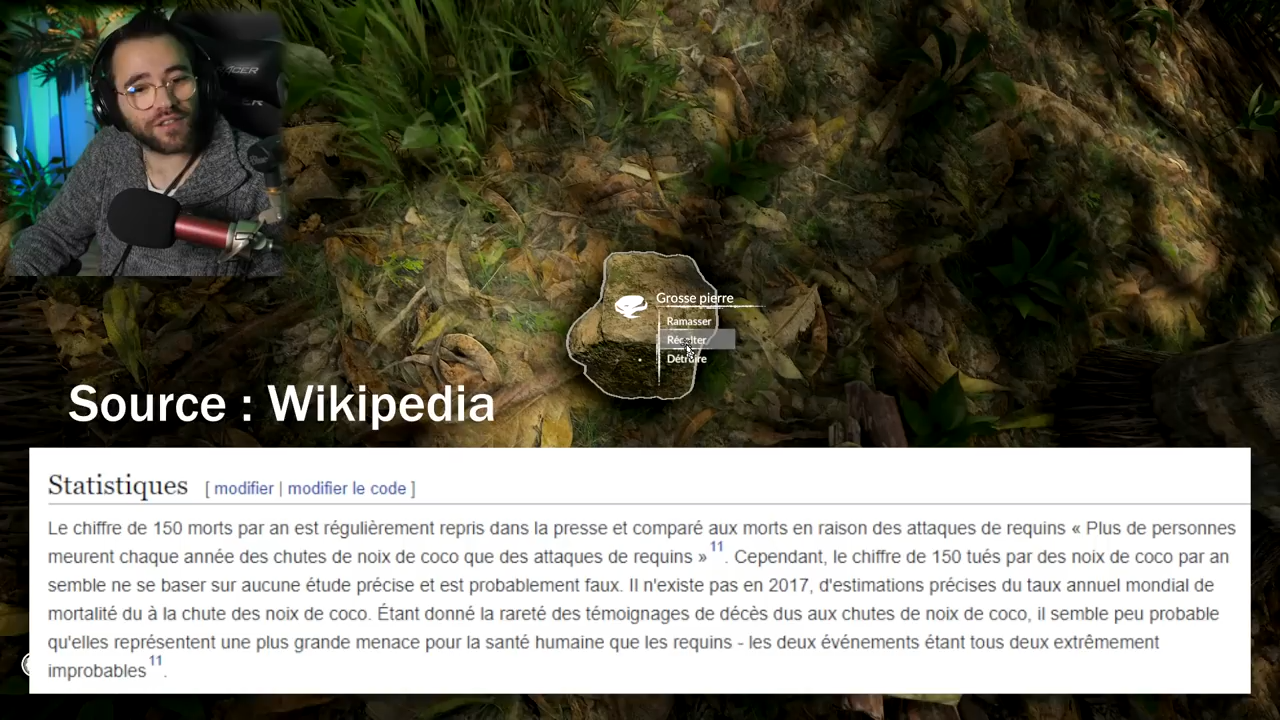 Grosse pierre
Ramasser
Récolter
Détruire
Source : Wikipedia
Statistiques [ modifier | modifier le code ]
Le chiffre de 150 morts par an est régulièrement repris dans la presse et comparé aux morts en raison des attaques de requins « Plus de personnes
meurent chaque année des chutes de noix de coco que des attaques de requins »11. Cependant, le chiffre de 150 tués par des noix de coco par an
semble ne se baser sur aucune étude précise et est probablement faux. Il n'existe pas en 2017, d'estimations précises du taux annuel mondial de
mortalité du à la chute des noix de coco. Étant donné la rareté des témoignages de décès dus aux chutes de noix de coco, il semble peu probable
qu'elles représentent une plus grande menace pour la santé humaine que les requins - les deux événements étant tous deux extrêmement
improbables11.